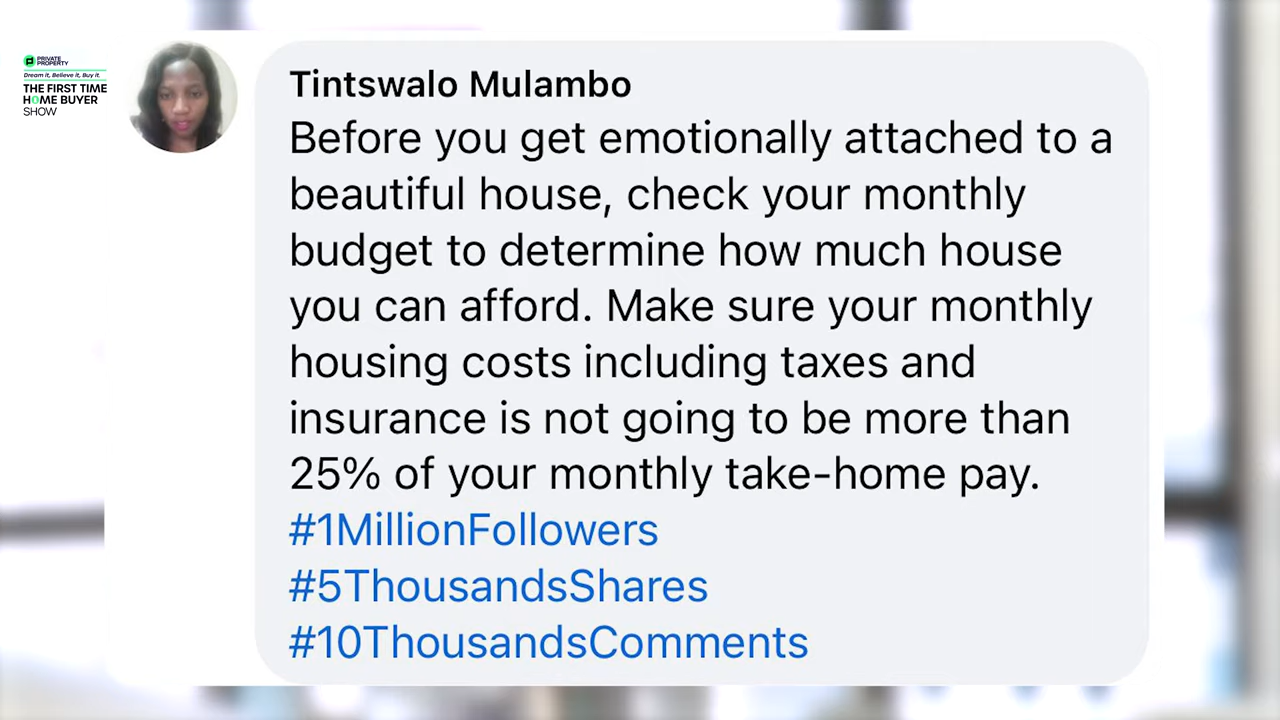 PRIVATE
PROPERTY
Dream it, Believe it, Buy it.
THE FIRST TIME
HOME BUYER
SHOW
Tintswalo Mulambo
Before you get emotionally attached to a
beautiful house, check your monthly
budget to determine how much house
you can afford. Make sure your monthly
housing costs including taxes and
insurance is not going to be more than
25% of your monthly take-home pay.
#1MillionFollowers
#5ThousandsShares
#10ThousandsComments